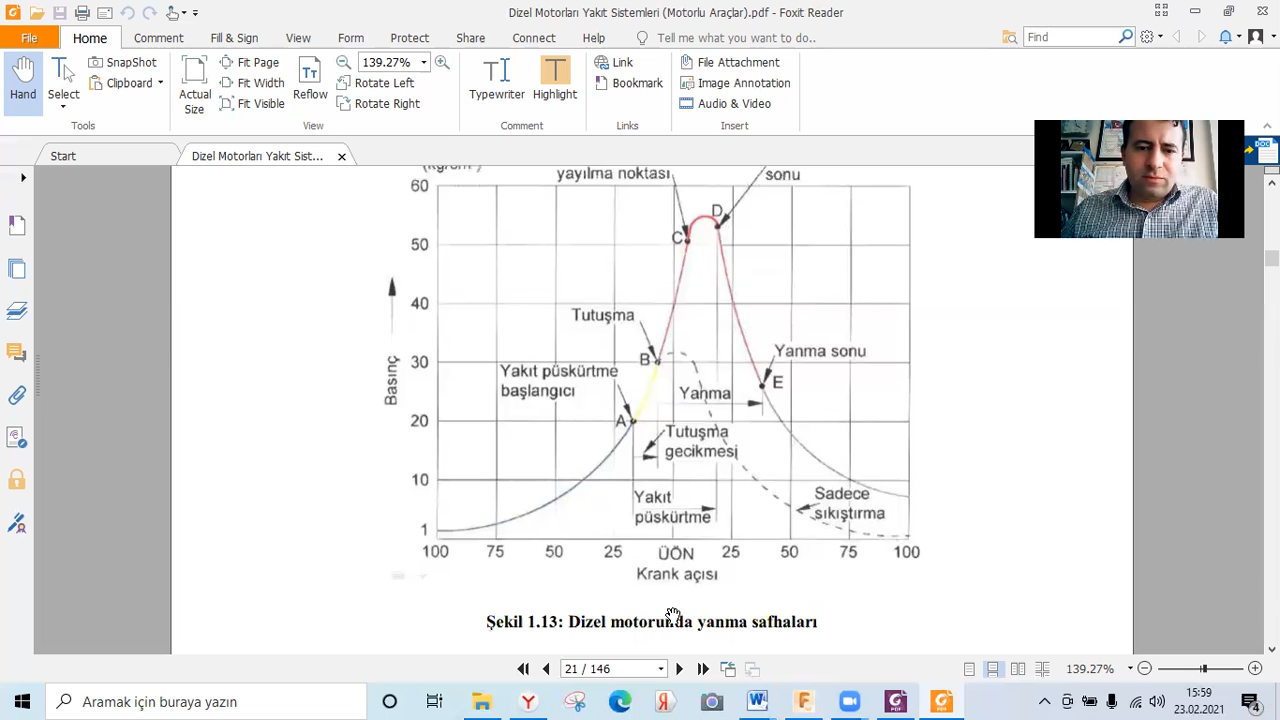 Dizel Motorları Yakıt Sistemleri (Motorlu Araçlar).pdf - Foxit Reader
File Home Comment Fill & Sign View Form Protect Share Connect Help Tell me what you want to do.. Find
Hand
Select
SnapShot
Clipboard
Tools
Actual Size
Fit Page
Fit Width
Fit Visible
Reflow
139.27%
Rotate Left
Rotate Right
View
Typewriter
Highlight
Comment
Link
Bookmark
Links
File Attachment
Image Annotation
Audio & Video
Insert
Start
Dizel Motorları Yakıt Sist...
yayılma noktası
sonu
60
50
40
30
20
10
1
Basınç
C
D
Tutuşma
B
Yakıt püskürtme
başlangıcı
A
Yanma sonu
E
Yanma
Tutuşma
gecikmesi
Yakıt
püskürtme
Sadece
sıkıştırma
100 75 50 25 ÜÖN 25 50 75 100
Krank açısı
Şekil 1.13: Dizel motorunda yanma safhaları
21 / 146
139.27%
Aramak için buraya yazın
15:59
23.02.2021
4